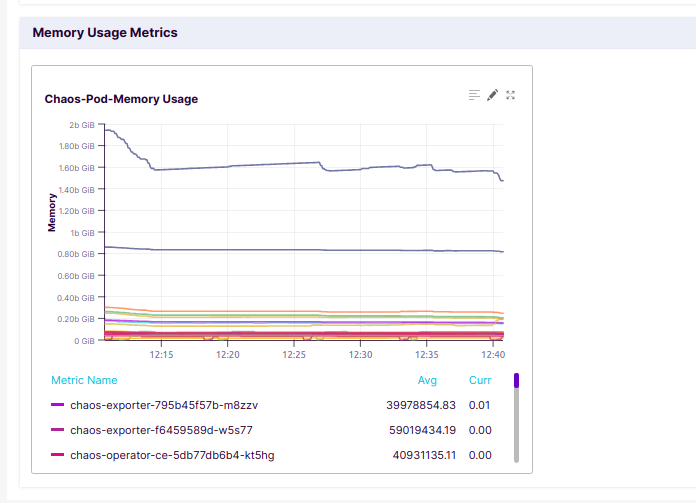 Memory Usage Metrics
Chaos-Pod-Memory Usage
2b GiB
1.80b GiB
1.60b GiB
1.40b GiB
1.20b GiB
1b GiB
0.80b GiB
0.60b GiB
0.40b GiB
0.20b GiB
0 GiB
Memory
12:15 12:20 12:25 12:30 12:35 12:40
Metric Name Avg Curr
chaos-exporter-795b45f57b-m8zzv 39978854.83 0.01
chaos-exporter-f6459589d-w5s77 59019434.19 0.00
chaos-operator-ce-5db77db6b4-kt5hg 40931135.11 0.00